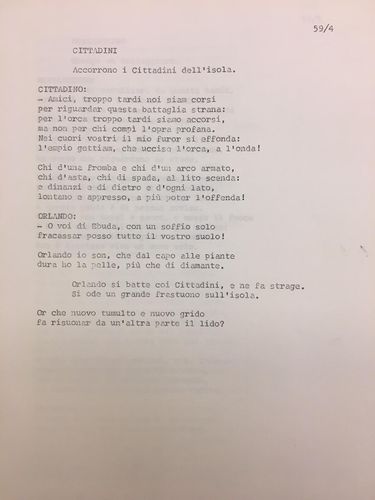 59/4
CITTADINI
Accorrono i Cittadini dell'isola.
CITTADINO:
— Amici, troppo tardi noi siam corsi
per riguardar questa battaglia strana:
per l'orca troppo tardi siamo accorsi,
ma non per chi compì l'opra profana.
Nei cuori vostri il mio furor si effonda:
l'empio gettiam, che uccise l'orca, a l'onda!
Chi d'una fromba e chi d'un arco armato,
chi d'asta, chi di spada, al lito scenda:
e dinanzi e di dietro e d'ogni lato,
lontano e appresso, a più poter l'offenda!
ORLANDO:
— O voi di Ebuda, con un soffio solo
fracassar posso tutto il vostro suolo!
Orlando io son, che dal capo alle piante
dura ho la pelle, più che di diamante.
Orlando si batte coi Cittadini, e ne fa strage.
Si ode un grande frastuono sull'isola.
Or che nuovo tumulto e nuovo grido
fa risuonar da un'altra parte il lido?